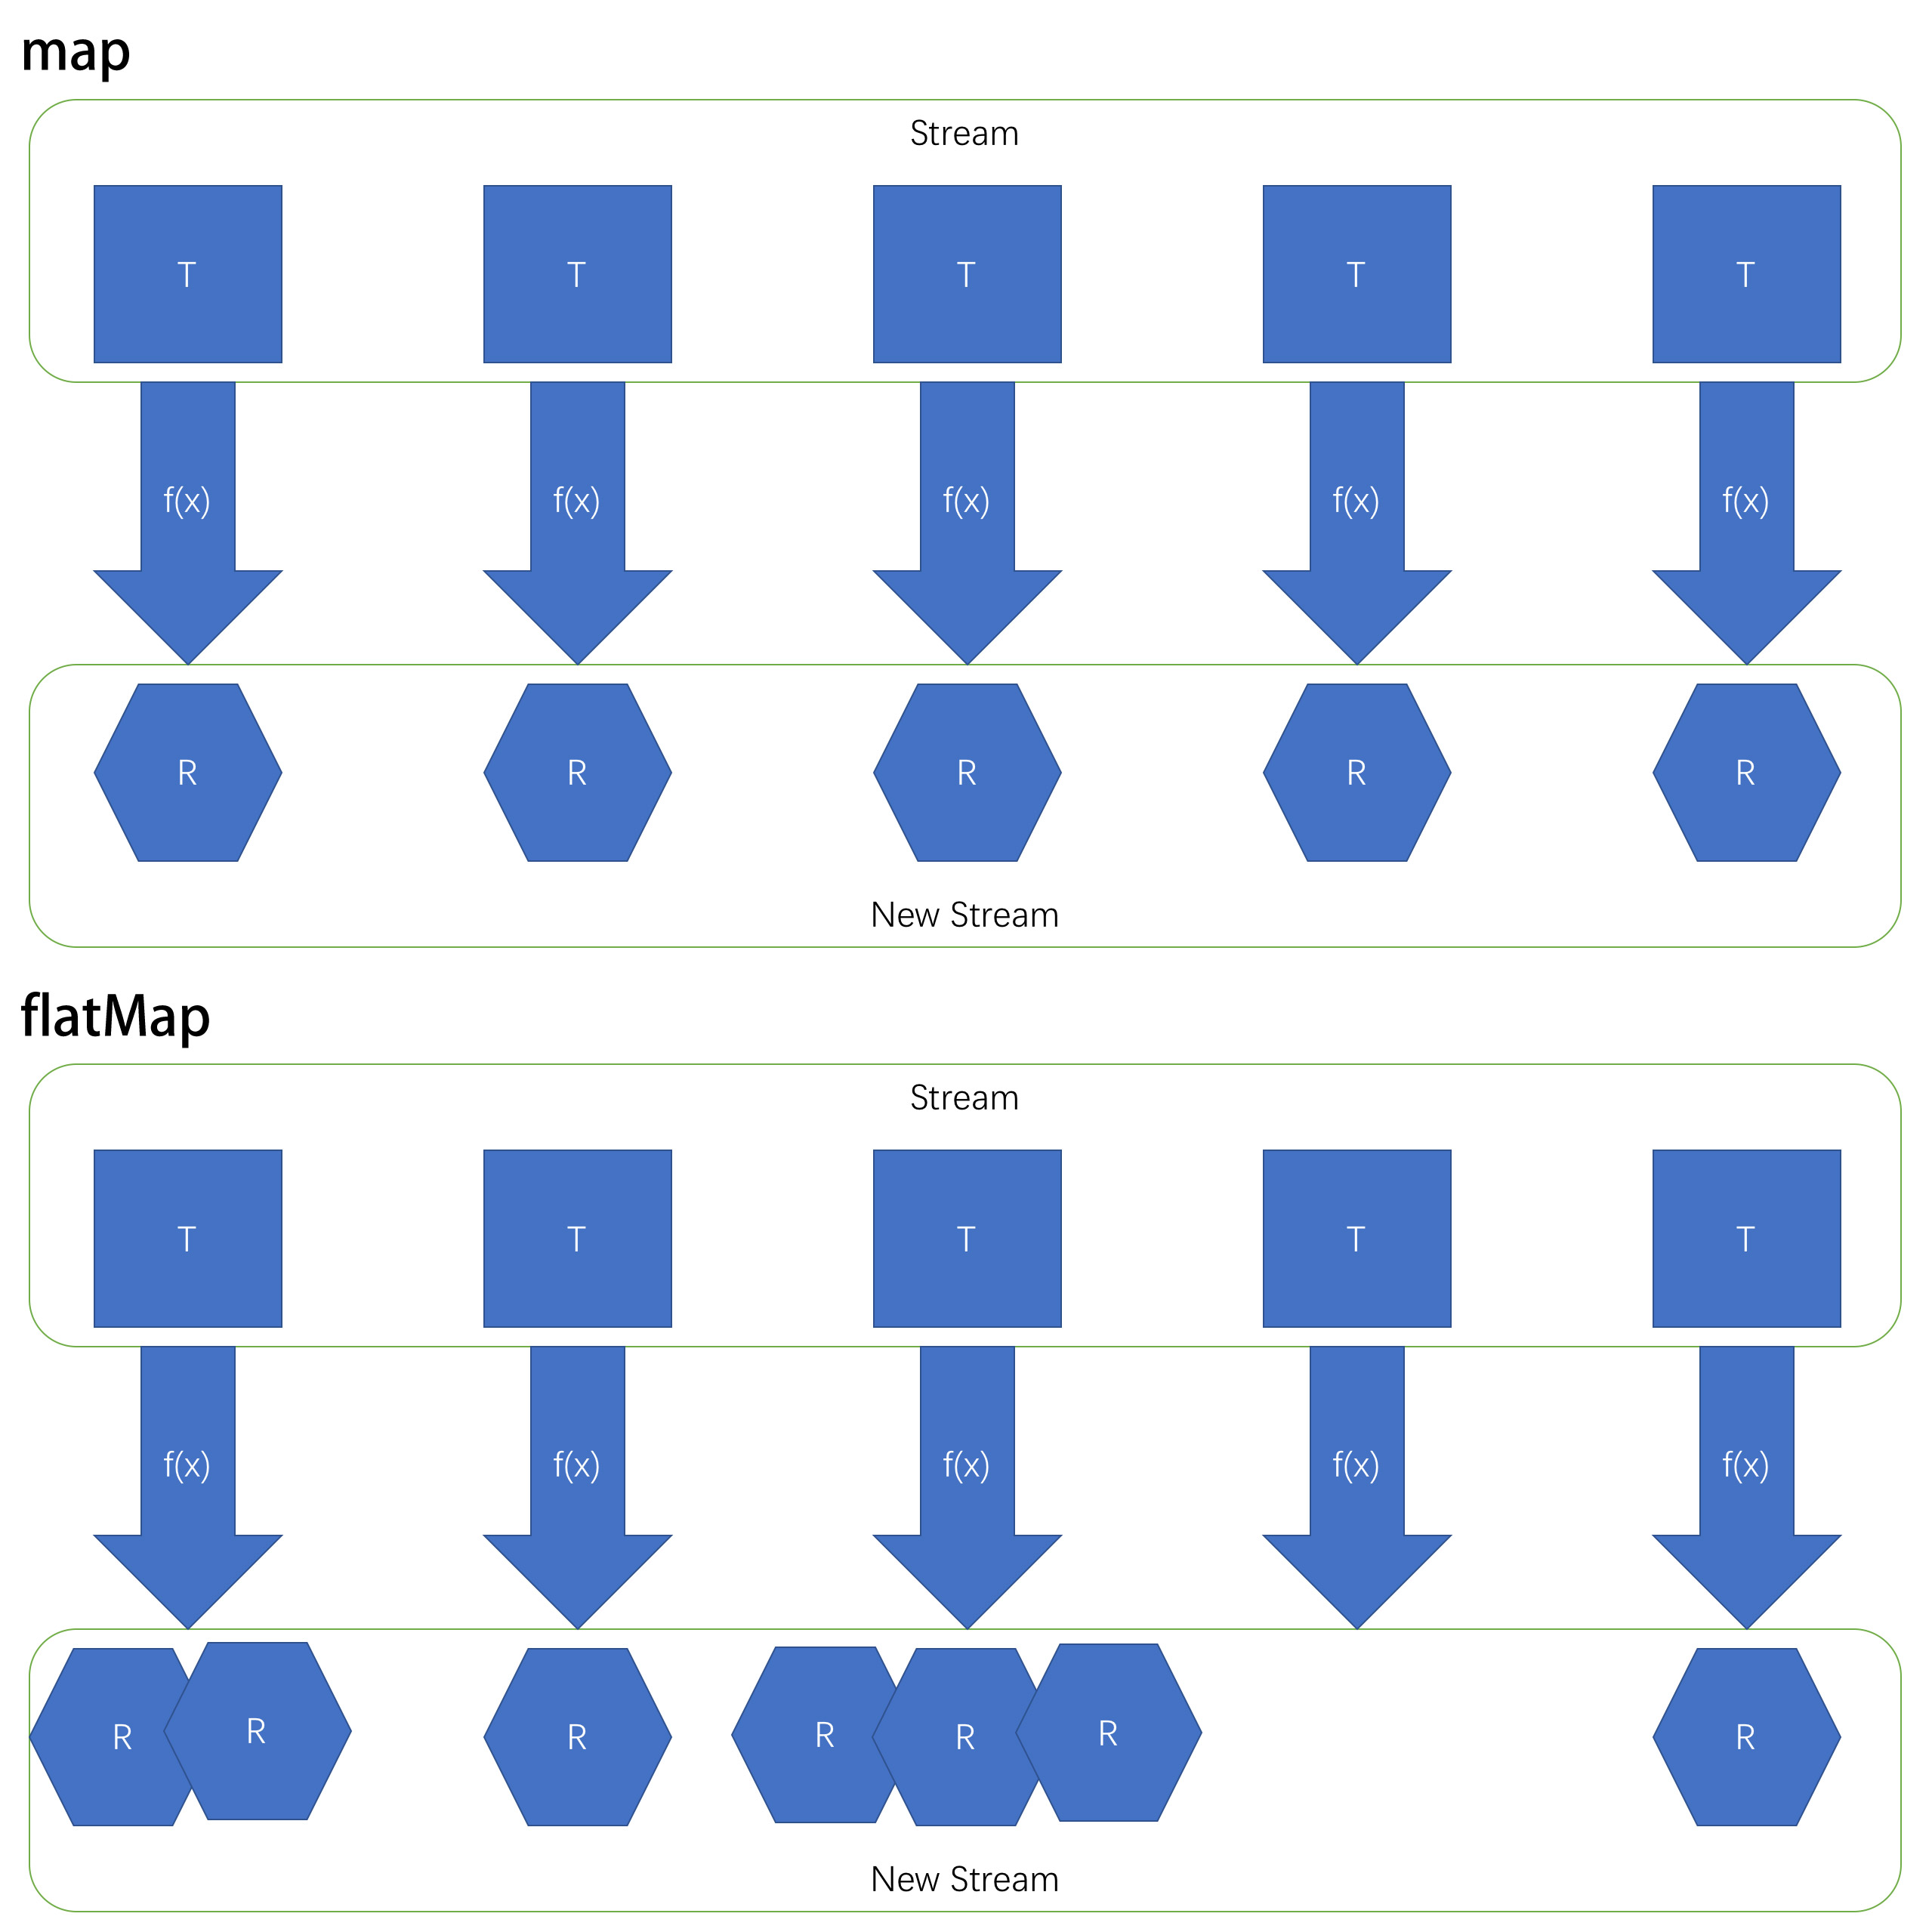 map
Stream
T T T T T
f(x) f(x) f(x) f(x) f(x)
R R R R R
New Stream
flatMap
Stream
T T T T T
f(x) f(x) f(x) f(x) f(x)
R R R R R R R
New Stream